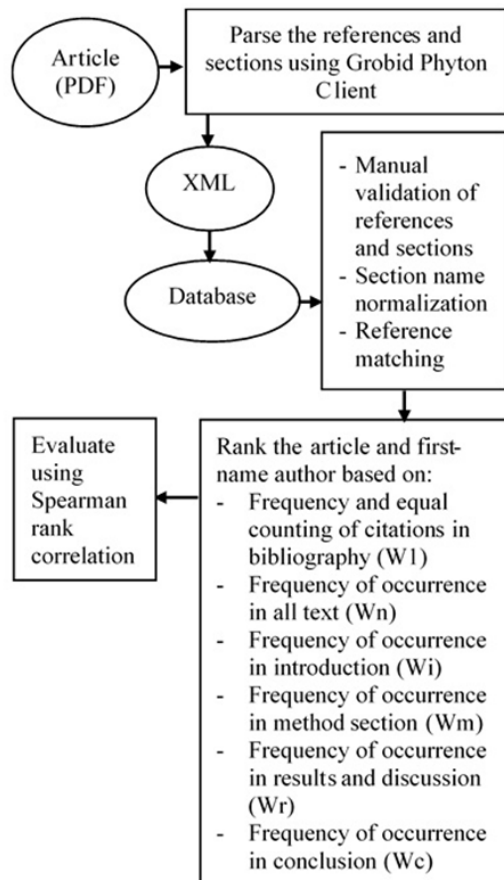 Article
(PDF)
Parse the references and
sections using Grobid Phyton
Client
XML
Database
- Manual
validation of
references
and sections
- Section name
normalization
- Reference
matching
Evaluate
using
Spearman
rank
correlation
Rank the article and first-
name author based on:
- Frequency and equal
counting of citations in
bibliography (W1)
- Frequency of occurrence
in all text (Wn)
- Frequency of occurrence
in introduction (Wi)
- Frequency of occurrence
in method section (Wm)
- Frequency of occurrence
in results and discussion
(Wr)
- Frequency of occurrence
in conclusion (Wc)